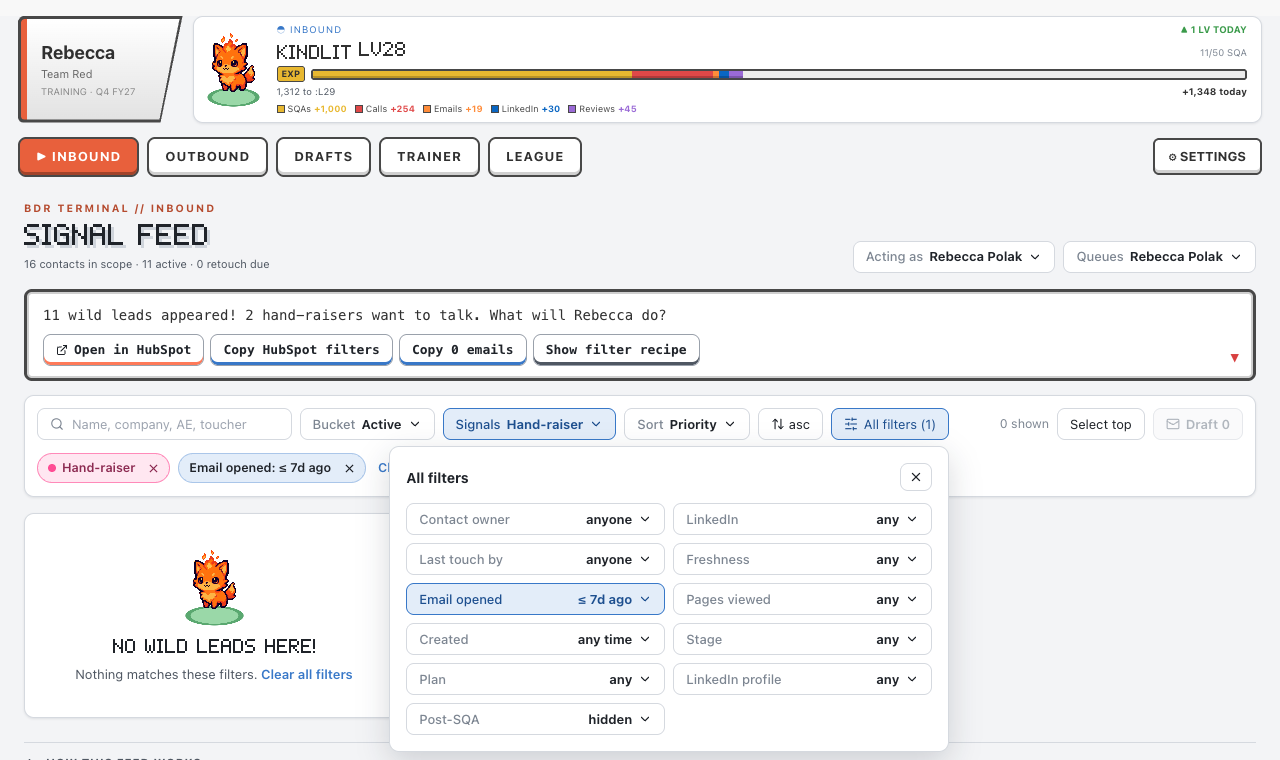 Rebecca
Team Red
TRAINING · Q4 FY27
INBOUND
▲ 1 LV TODAY
KINDLIT LV28
11/50 SQA
EXP
1,312 to :L29
+1,348 today
SQAs +1,000 Calls +254 Emails +19 LinkedIn +30 Reviews +45
▶ INBOUND
OUTBOUND
DRAFTS
TRAINER
LEAGUE
⚙ SETTINGS
BDR TERMINAL // INBOUND
SIGNAL FEED
16 contacts in scope · 11 active · 0 retouch due
Acting as Rebecca Polak
Queues Rebecca Polak
11 wild leads appeared! 2 hand—raisers want to talk. What will Rebecca do?
Open in HubSpot
Copy HubSpot filters
Copy 0 emails
Show filter recipe
▼
Name, company, AE, toucher
Bucket Active
Signals Hand-raiser
Sort Priority
asc
All filters (1)
0 shown
Select top
Draft 0
Hand-raiser ×
Email opened: ≤ 7d ago ×
All filters
×
Contact owner anyone
LinkedIn any
Last touch by anyone
Freshness any
Email opened ≤ 7d ago
Pages viewed any
Created any time
Stage any
Plan any
LinkedIn profile any
Post-SQA hidden
NO WILD LEADS HERE!
Nothing matches these filters. Clear all filters
HOW THIS FEED WORKS